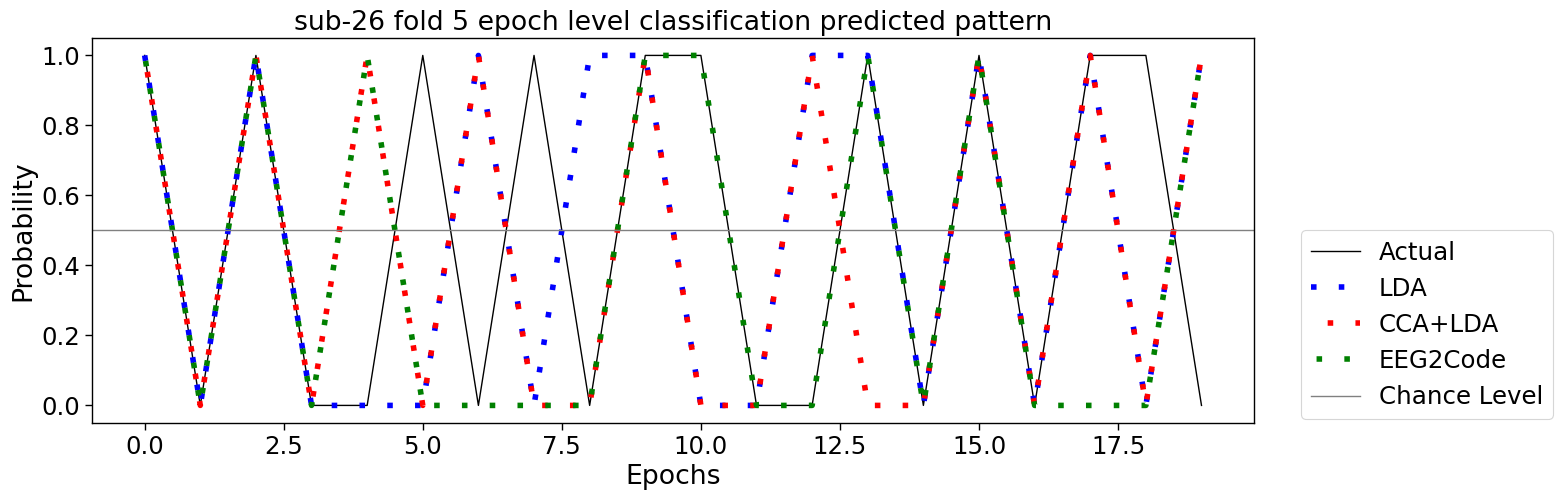 sub-26 fold 5 epoch level classification predicted pattern
1.0
0.8
0.6
0.4
0.2
0.0
Probability
0.0 2.5 5.0 7.5 10.0 12.5 15.0 17.5
Epochs
Actual
LDA
CCA+LDA
EEG2Code
Chance Level